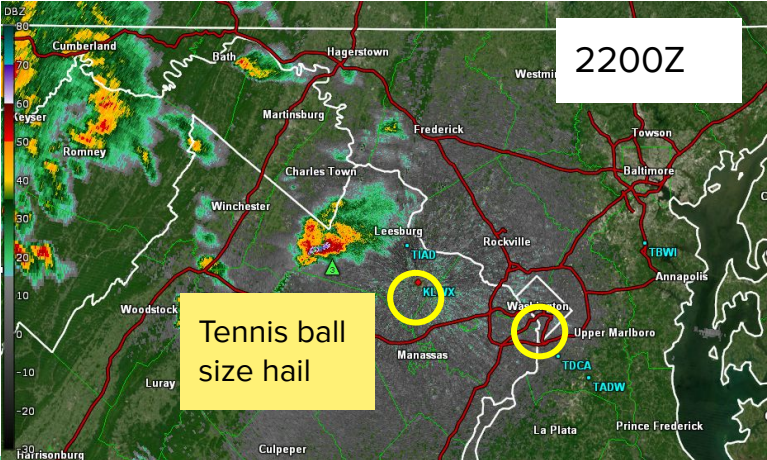 DBZ
80
Cumberland
Bath
Hagerstown
2200Z
70
Westmin
60
Keyser
Martinsburg
Frederick
Towson
50
Romney
Charles Town
Baltimore
40
Winchester
30
Leesburg
Rockville
TIAD
TBWI
20
3
Annapolis
10
KLWX
Woodstock
Washington
Tennis ball
size hail
0
Upper Marlboro
Manassas
-10
TDCA
Luray
TADW
-20
La Plata
Prince Frederick
-30
Harrisonburg
Culpeper